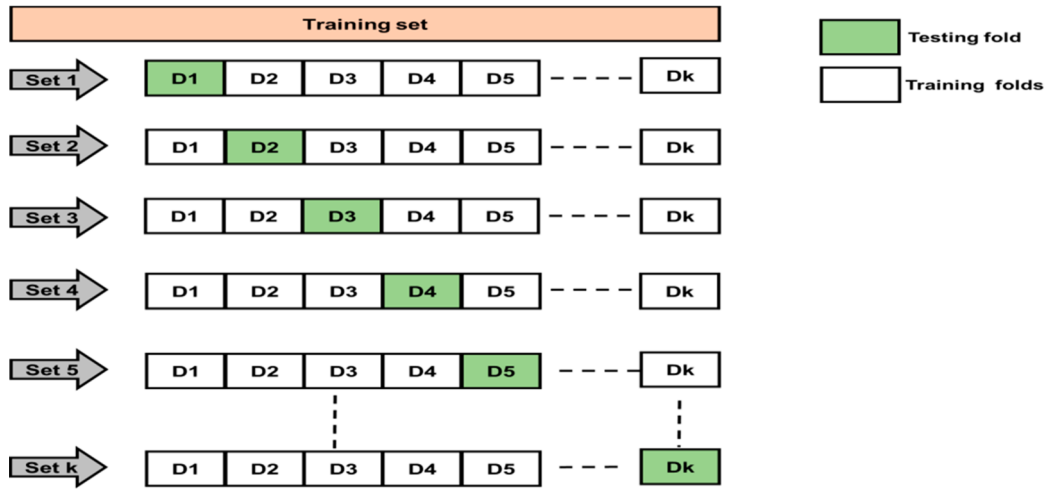 Training set
Testing fold
Training folds
Set 1 D1 D2 D3 D4 D5 Dk
Set 2 D1 D2 D3 D4 D5 Dk
Set 3 D1 D2 D3 D4 D5 Dk
Set 4 D1 D2 D3 D4 D5 Dk
Set 5 D1 D2 D3 D4 D5 Dk
Set k D1 D2 D3 D4 D5 Dk